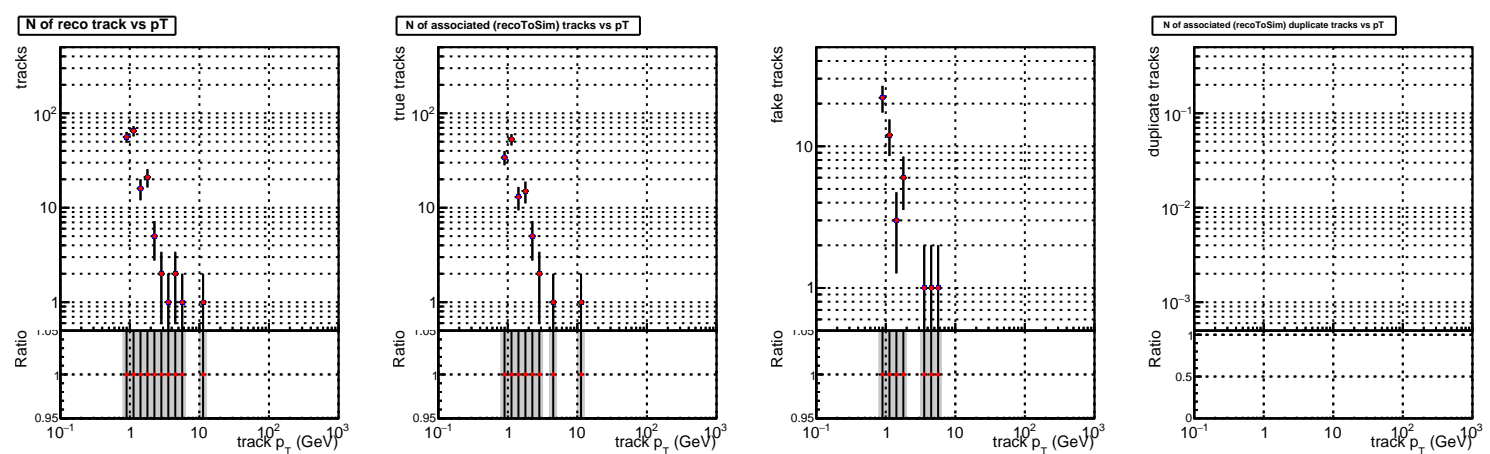 N of reco track vs pT
tracks
10²
10
1
1.05
Ratio
1
0.95
10⁻¹ 1 10 10² 10³
track p_T (GeV)
N of associated (recoToSim) tracks vs pT
true tracks
10²
10
1
1.05
Ratio
1
0.95
10⁻¹ 1 10 10² 10³
track p_T (GeV)
fake tracks
10
1
1.05
Ratio
1
0.95
10⁻¹ 1 10 10² 10³
track p_T (GeV)
N of associated (recoToSim) duplicate tracks vs pT
duplicate tracks
10⁻¹
10⁻²
10⁻³
Ratio
1
0.5
0
10⁻¹ 1 10 10² 10³
track p_T (GeV)